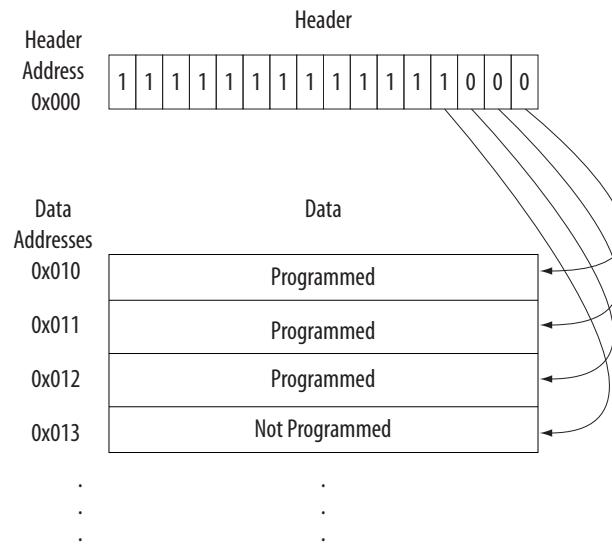 Header
Header
Address
0x000
1 1 1 1 1 1 1 1 1 1 1 1 1 0 0 0
Data
Addresses
Data
0x010 Programmed
0x011 Programmed
0x012 Programmed
0x013 Not Programmed
. .
. .
. .